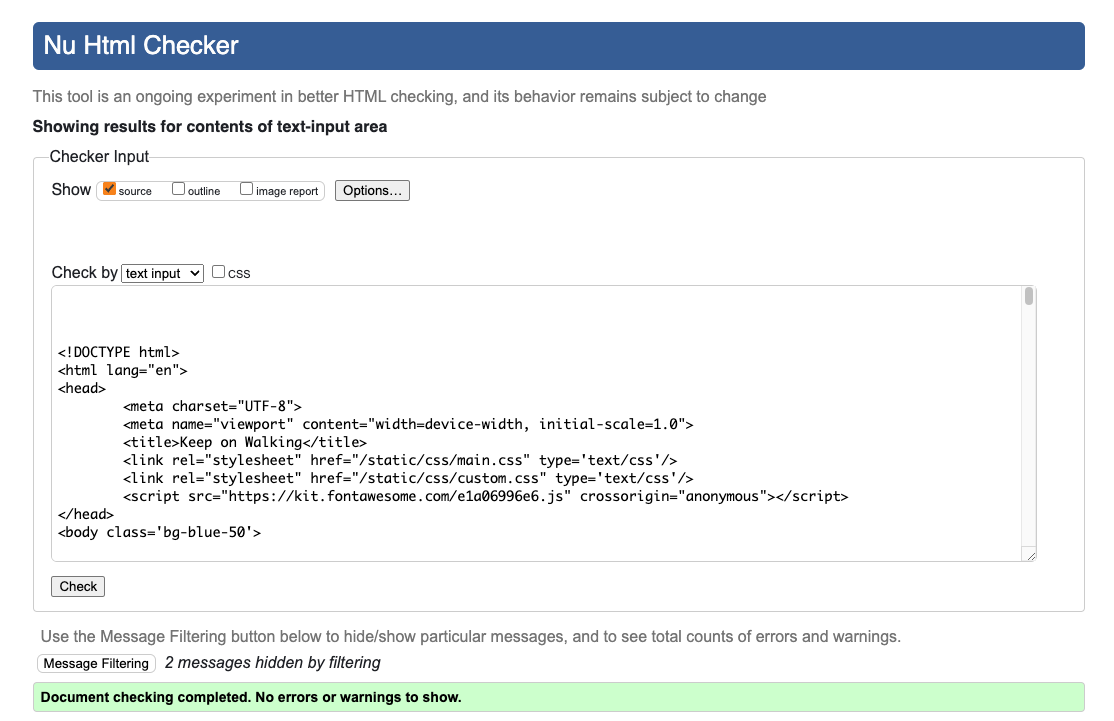 Nu Html Checker
This tool is an ongoing experiment in better HTML checking, and its behavior remains subject to change
Showing results for contents of text-input area
Checker Input
Show source outline image report Options...
Check by text input css
<!DOCTYPE html>
<html lang="en">
<head>
<meta charset="UTF-8">
<meta name="viewport" content="width=device-width, initial-scale=1.0">
<title>Keep on Walking</title>
<link rel="stylesheet" href="/static/css/main.css" type='text/css'/>
<link rel="stylesheet" href="/static/css/custom.css" type='text/css'/>
<script src="https://kit.fontawesome.com/e1a06996e6.js" crossorigin="anonymous"></script>
</head>
<body class='bg-blue-50'>
Check
Use the Message Filtering button below to hide/show particular messages, and to see total counts of errors and warnings.
Message Filtering 2 messages hidden by filtering
Document checking completed. No errors or warnings to show.